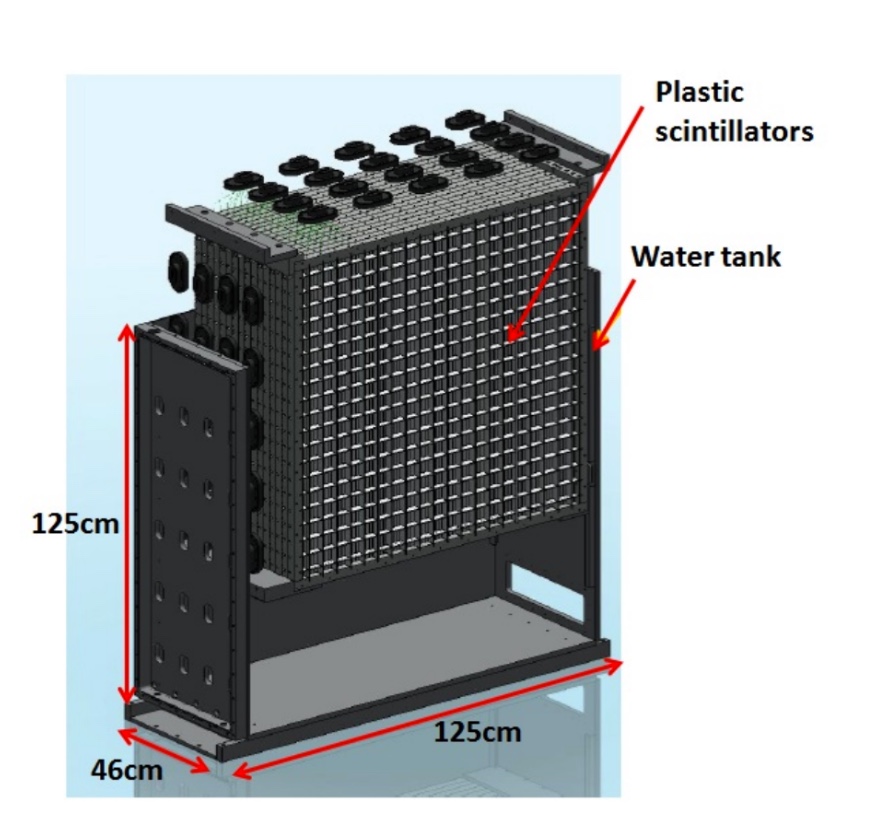 Plastic
scintillators
Water tank
125cm
125cm
46cm